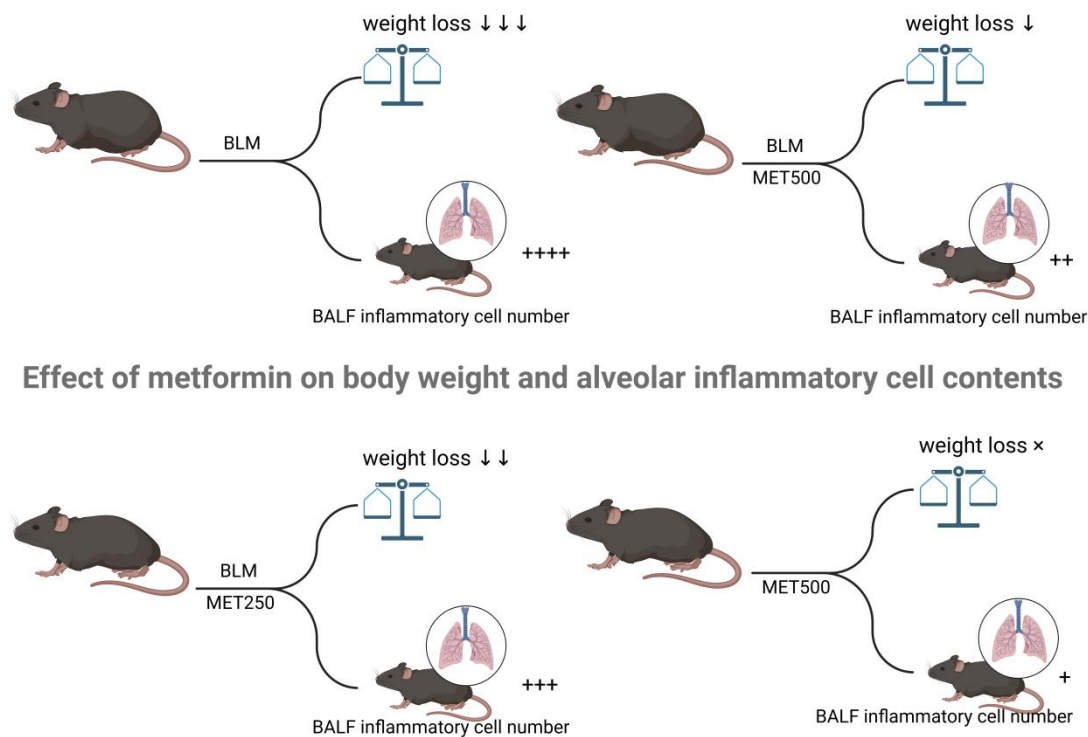 weight loss ↓ ↓ ↓
BLM
++++
BALF inflammatory cell number
weight loss ↓
BLM
MET500
++
BALF inflammatory cell number
Effect of metformin on body weight and alveolar inflammatory cell contents
weight loss ↓ ↓
BLM
MET250
+++
BALF inflammatory cell number
weight loss ×
MET500
+
BALF inflammatory cell number